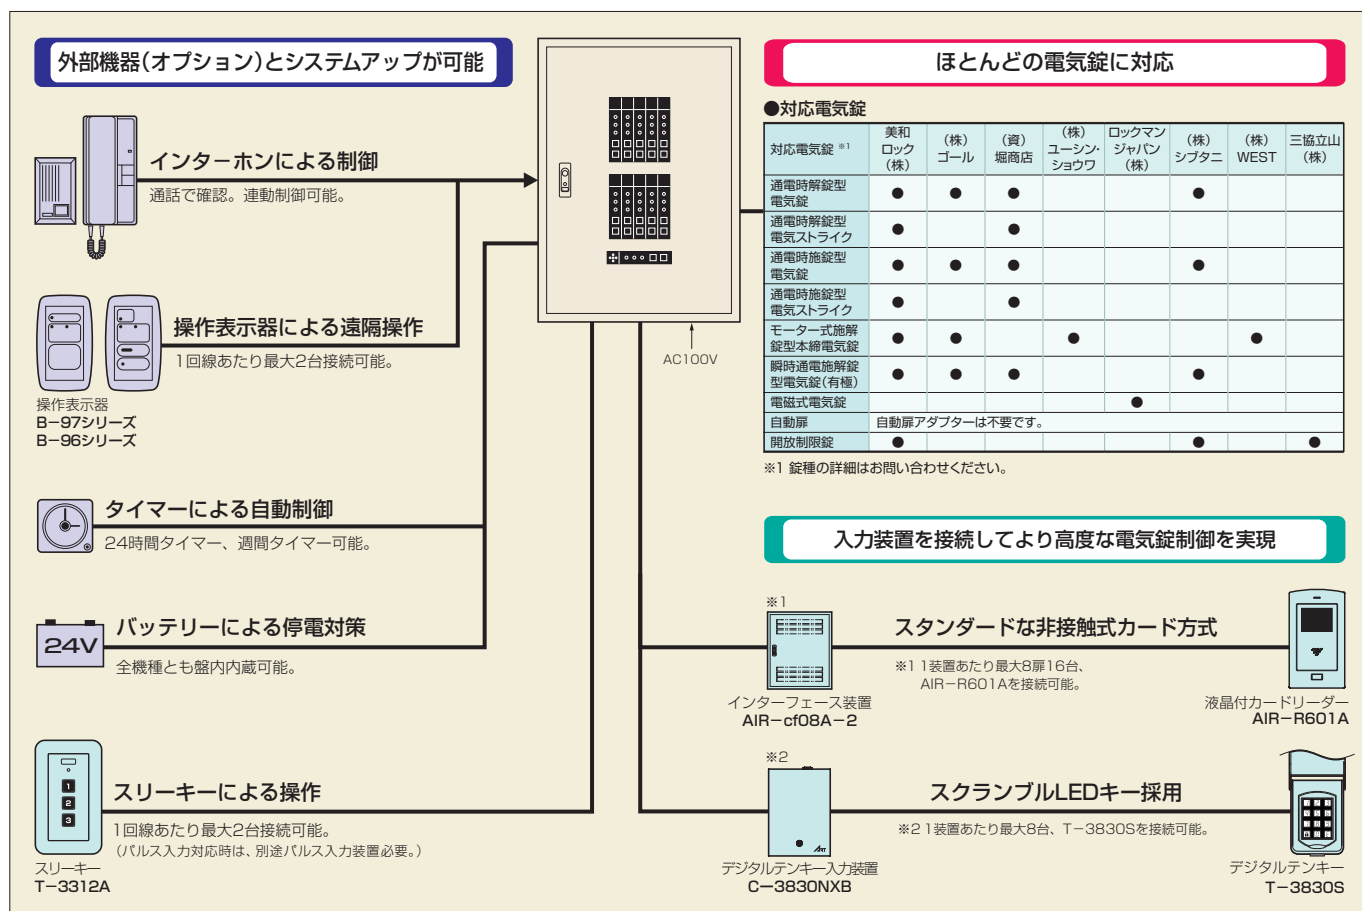 外部機器(オプション)とシステムアップが可能
インターホンによる制御
通話で確認。連動制御可能。
操作表示器による遠隔操作
1回線あたり最大2台接続可能。
操作表示器
B−97シリーズ
B−96シリーズ
タイマーによる自動制御
24時間タイマー、週間タイマー可能。
24V
バッテリーによる停電対策
全機種とも盤内内蔵可能。
1
2
3
スリーキーによる操作
1回線あたり最大2台接続可能。
(パルス入力対応時は、別途パルス入力装置必要。)
スリーキー
T−3312A
AC100V
ほとんどの電気錠に対応
●対応電気錠
対応電気錠 ※1 美和ロック(株) (株)ゴール (資)堀商店 (株)ユーシン・ショウワ ロックマンジャパン(株) (株)シブタニ (株)WEST 三協立山(株)
通電時解錠型電気錠 ● ● ● ●
通電時解錠型電気ストライク ● ●
通電時施錠型電気錠 ● ● ● ●
通電時施錠型電気ストライク ● ●
モーター式施解錠型本締電気錠 ● ● ● ●
瞬時通電施解錠型電気錠(有極) ● ● ● ●
電磁式電気錠 ●
自動扉 自動扉アダプターは不要です。
開放制限錠 ● ● ●
※1 錠種の詳細はお問い合わせください。
入力装置を接続してより高度な電気錠制御を実現
※1
スタンダードな非接触式カード方式
※1 1装置あたり最大8扉16台、
AIR−R601Aを接続可能。
インターフェース装置
AIR−cf08A−2
液晶付カードリーダー
AIR−R601A
※2
スクランブルLEDキー採用
※2 1装置あたり最大8台、T−3830Sを接続可能。
デジタルテンキー入力装置
C−3830NXB
デジタルテンキー
T−3830S